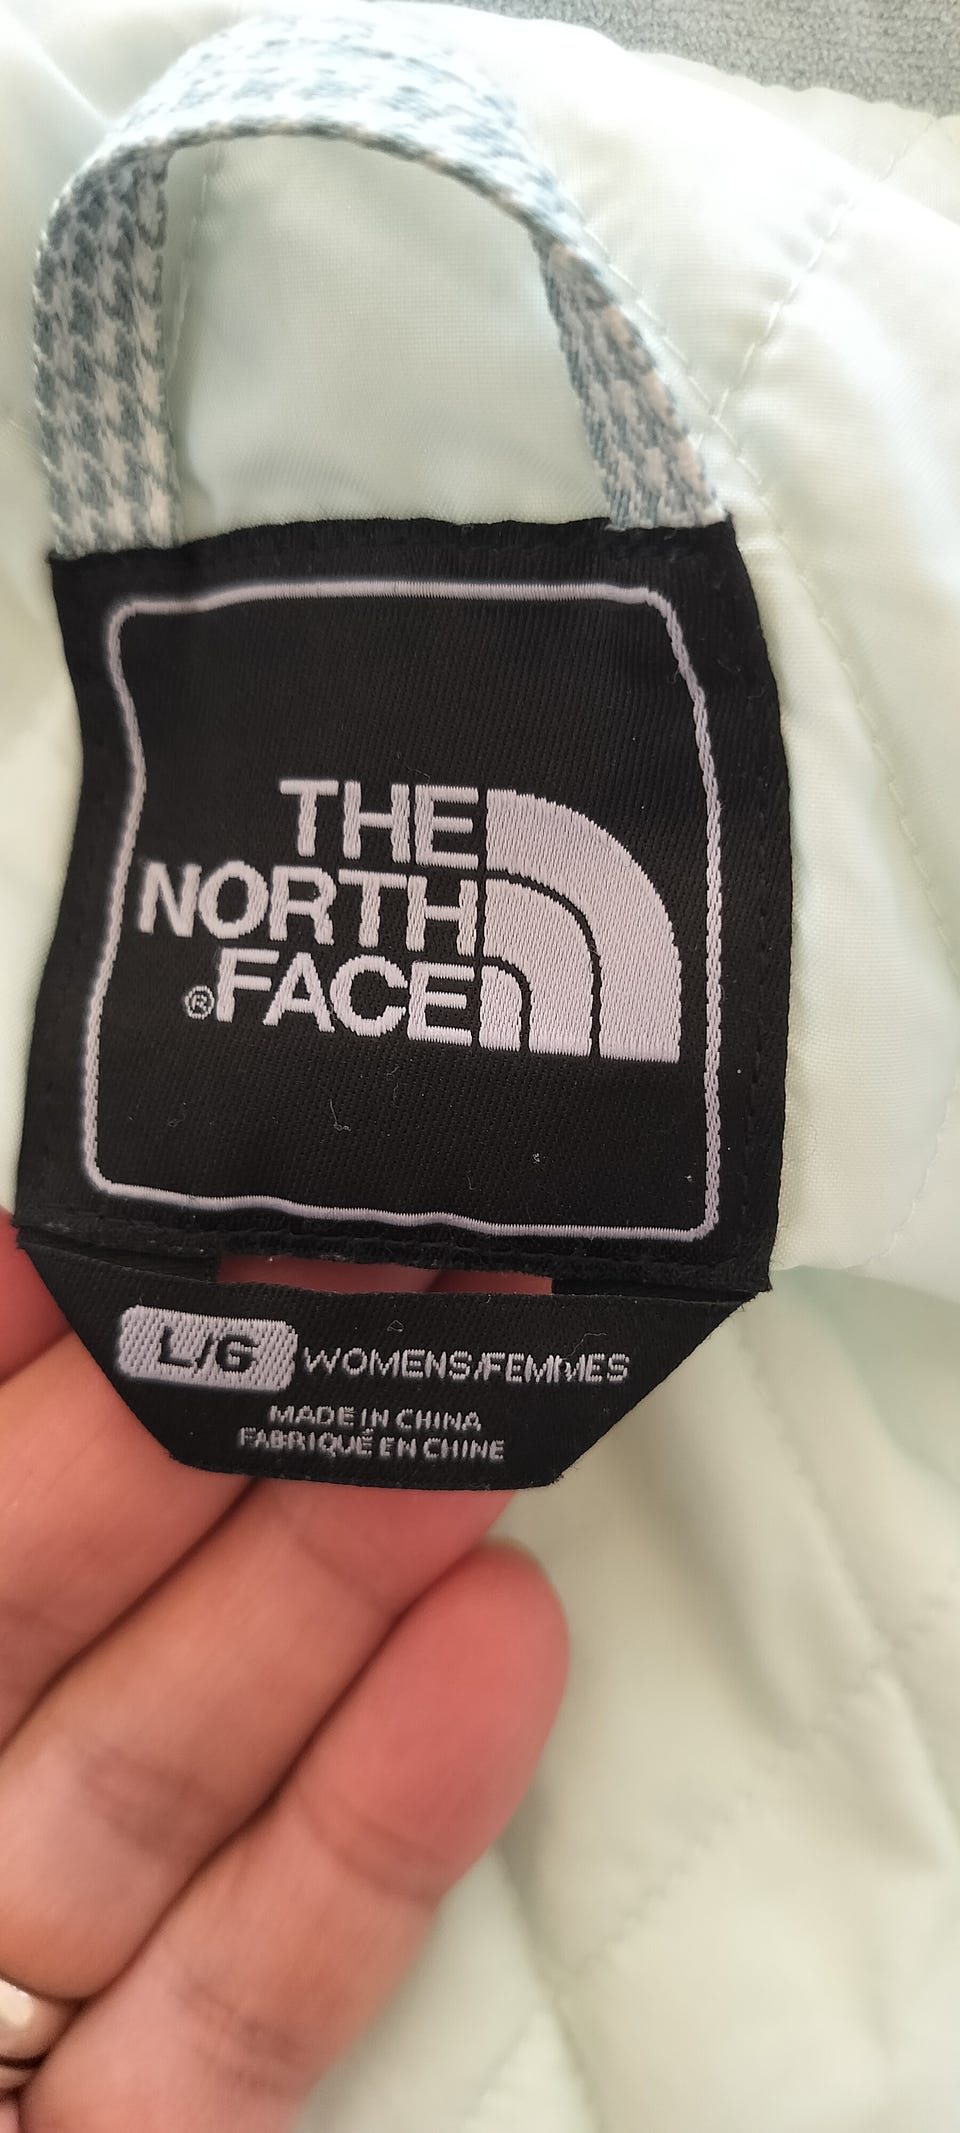 THE
NORTH
®FACE
L/G WOMENS/FEMMES
MADE IN CHINA
FABRIQUÉ EN CHINE